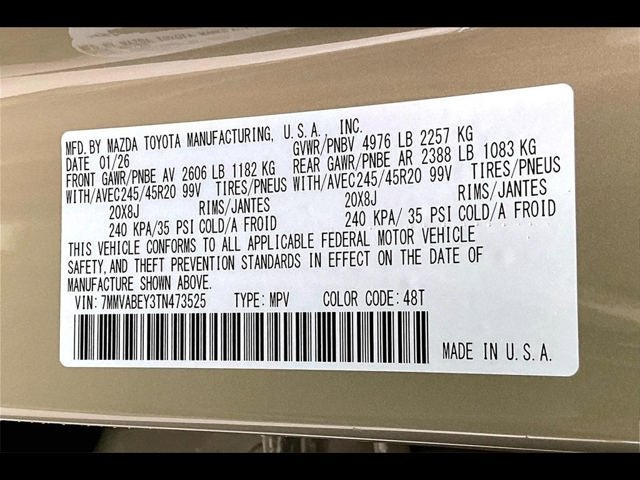 MFD. BY MAZDA TOYOTA MANUFACTURING, U.S.A., INC.
DATE 01/26 GVWR/PNBV 4976 LB 2257 KG
FRONT GAWR/PNBE AV 2606 LB 1182 KG REAR GAWR/PNBE AR 2388 LB 1083 KG
WITH/AVEC245/45R20 99V TIRES/PNEUS WITH/AVEC245/45R20 99V TIRES/PNEUS
20X8J RIMS/JANTES 20X8J RIMS/JANTES
240 KPA/35 PSI COLD/A FROID 240 KPA/ 35 PSI COLD/A FROID
THIS VEHICLE CONFORMS TO ALL APPLICABLE FEDERAL MOTOR VEHICLE
SAFETY, AND THEFT PREVENTION STANDARDS IN EFFECT ON THE DATE OF
MANUFACTURE SHOWN ABOVE.
VIN: 7MMVABEY3TN473525 TYPE: MPV COLOR CODE: 48T
MADE IN U.S.A.